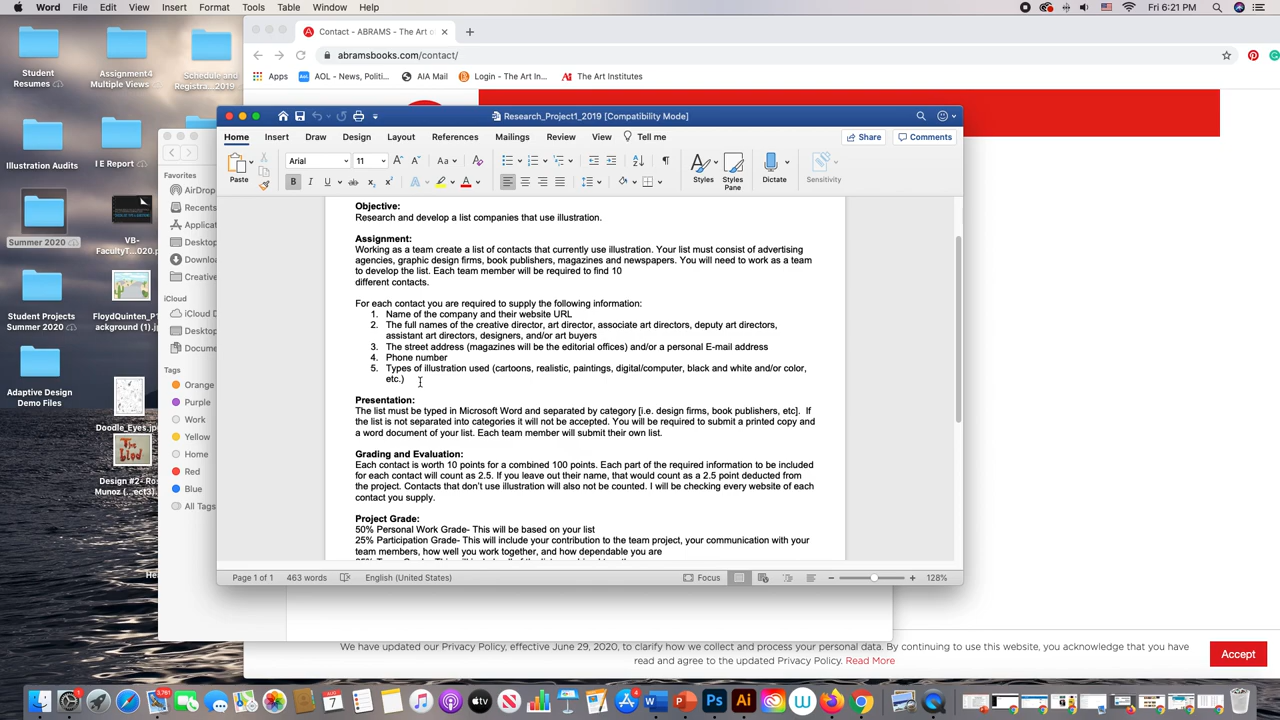 Word File Edit View Insert Format Tools Table Window Help
Fri 6:21 PM
Contact - ABRAMS - The Art o
abramsbooks.com/contact/
Apps AOL - News, Politi... AIA Mail Login - The Art In... The Art Institutes
Student Resumes
Assignment4 Multiple Views
Schedule and Registra...2019
Illustration Audits
I E Report
Summer 2020
VB-FacultyT...020.p
Student Projects Summer 2020
FloydQuinten_P1
ackground (1).j
Adaptive Design Demo Files
Doodle_Eyes.jp
Design #2- Ros
Munoz (...ect3).
Favorites
AirDrop
Recents
Applicat
Desktop
Downlo
Creative
iCloud
iCloud D
Desktop
Docume
Tags
Orange
Purple
Work
Yellow
Home
Red
Blue
All Tags
Research_Project1_2019 [Compatibility Mode]
Home Insert Draw Design Layout References Mailings Review View Tell me Share Comments
Arial 11
Paste Styles Styles Pane Dictate Sensitivity
Objective:
Research and develop a list companies that use illustration.
Assignment:
Working as a team create a list of contacts that currently use illustration. Your list must consist of advertising
agencies, graphic design firms, book publishers, magazines and newspapers. You will need to work as a team
to develop the list. Each team member will be required to find 10
different contacts.
For each contact you are required to supply the following information:
1. Name of the company and their website URL
2. The full names of the creative director, art director, associate art directors, deputy art directors,
assistant art directors, designers, and/or art buyers
3. The street address (magazines will be the editorial offices) and/or a personal E-mail address
4. Phone number
5. Types of illustration used (cartoons, realistic, paintings, digital/computer, black and white and/or color,
etc.)
Presentation:
The list must be typed in Microsoft Word and separated by category [i.e. design firms, book publishers, etc]. If
the list is not separated into categories it will not be accepted. You will be required to submit a printed copy and
a word document of your list. Each team member will submit their own list.
Grading and Evaluation:
Each contact is worth 10 points for a combined 100 points. Each part of the required information to be included
for each contact will count as 2.5. If you leave out their name, that would count as a 2.5 point deducted from
the project. Contacts that don't use illustration will also not be counted. I will be checking every website of each
contact you supply.
Project Grade:
50% Personal Work Grade- This will be based on your list
25% Participation Grade- This will include your contribution to the team project, your communication with your
team members, how well you work together, and how dependable you are
Page 1 of 1 463 words English (United States) Focus 128%
We have updated our Privacy Policy, effective June 29, 2020, to clarify how we collect and process your personal data. By continuing to use this website, you acknowledge that you have
read and agree to the updated Privacy Policy. Read More
Accept